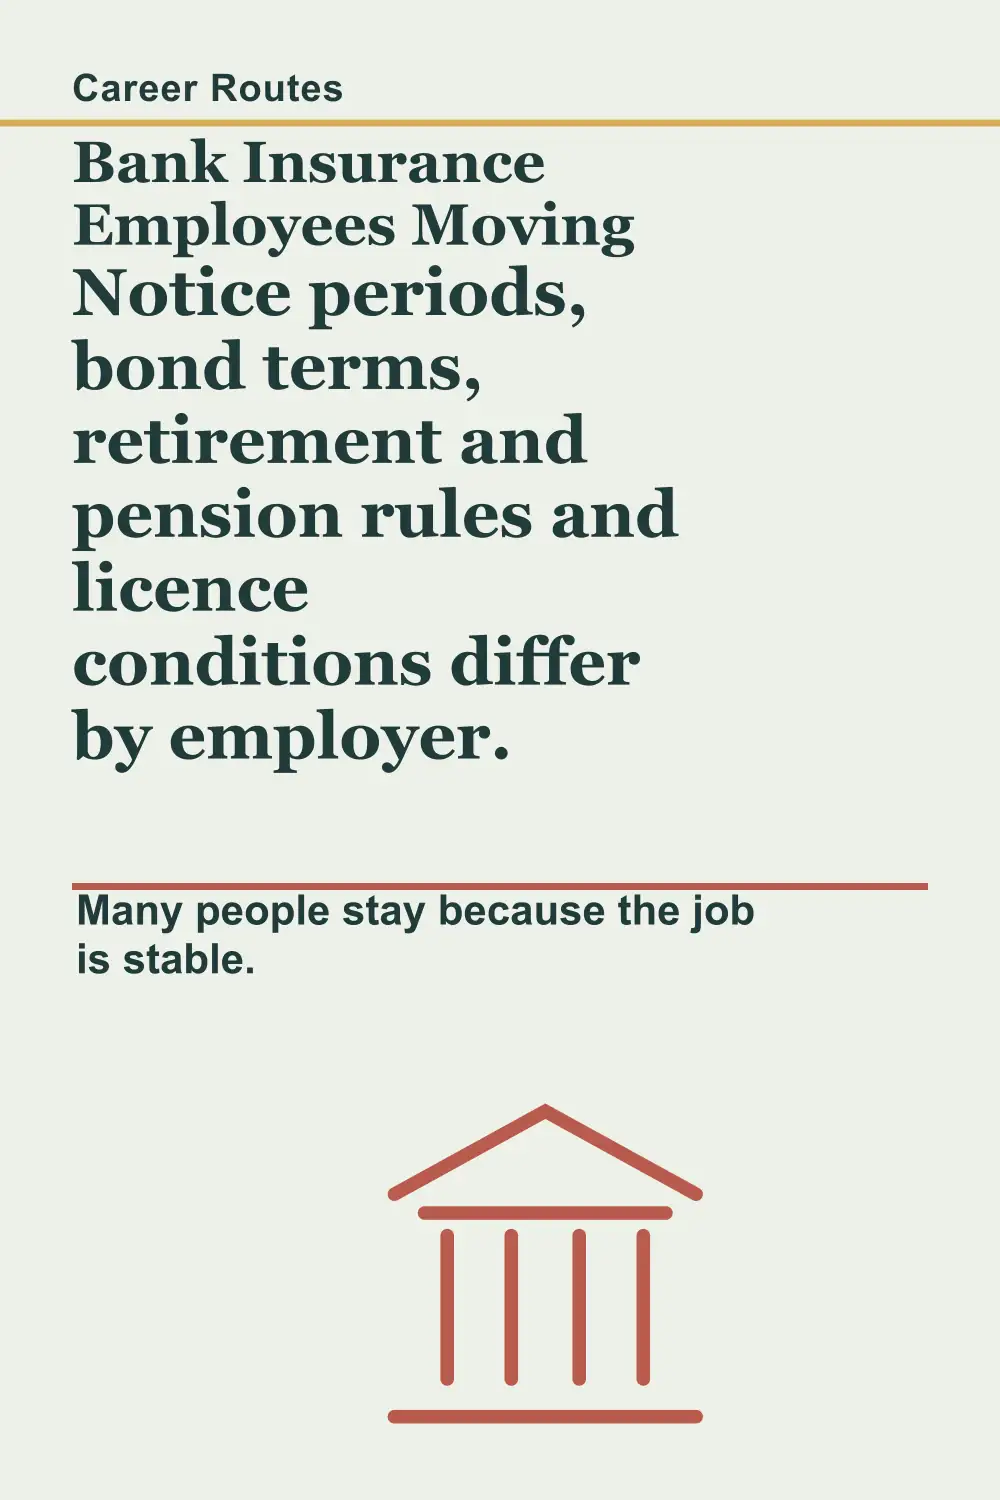 Career Routes
Bank Insurance
Employees Moving
Notice periods,
bond terms,
retirement and
pension rules and
licence
conditions differ
by employer.
Many people stay because the job
is stable.